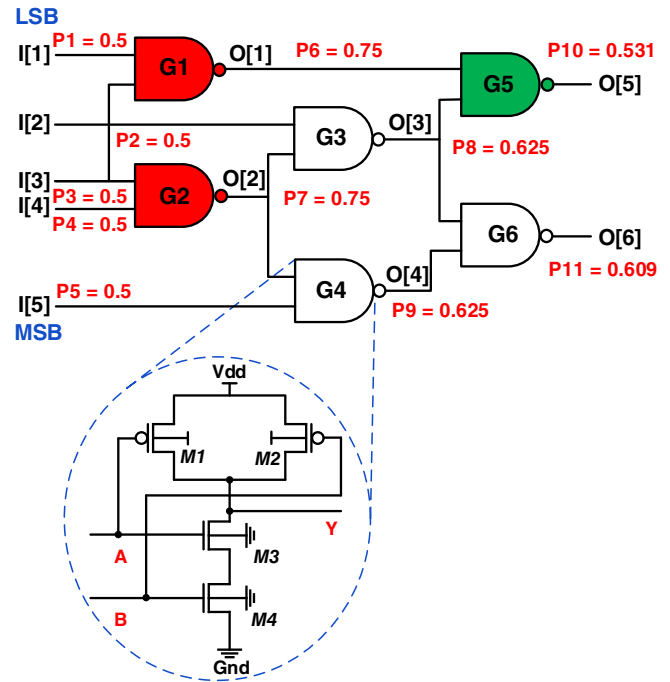 LSB
P1 = 0.5
I[1]
G1
O[1]
P6 = 0.75
P10 = 0.531
G5
O[5]
I[2]
P2 = 0.5
G3
O[3]
P8 = 0.625
I[3]
P3 = 0.5
I[4]
P4 = 0.5
G2
O[2]
P7 = 0.75
G6
O[6]
P11 = 0.609
I[5]
P5 = 0.5
MSB
G4
O[4]
P9 = 0.625
Vdd
M1
M2
A
M3
Y
B
M4
Gnd